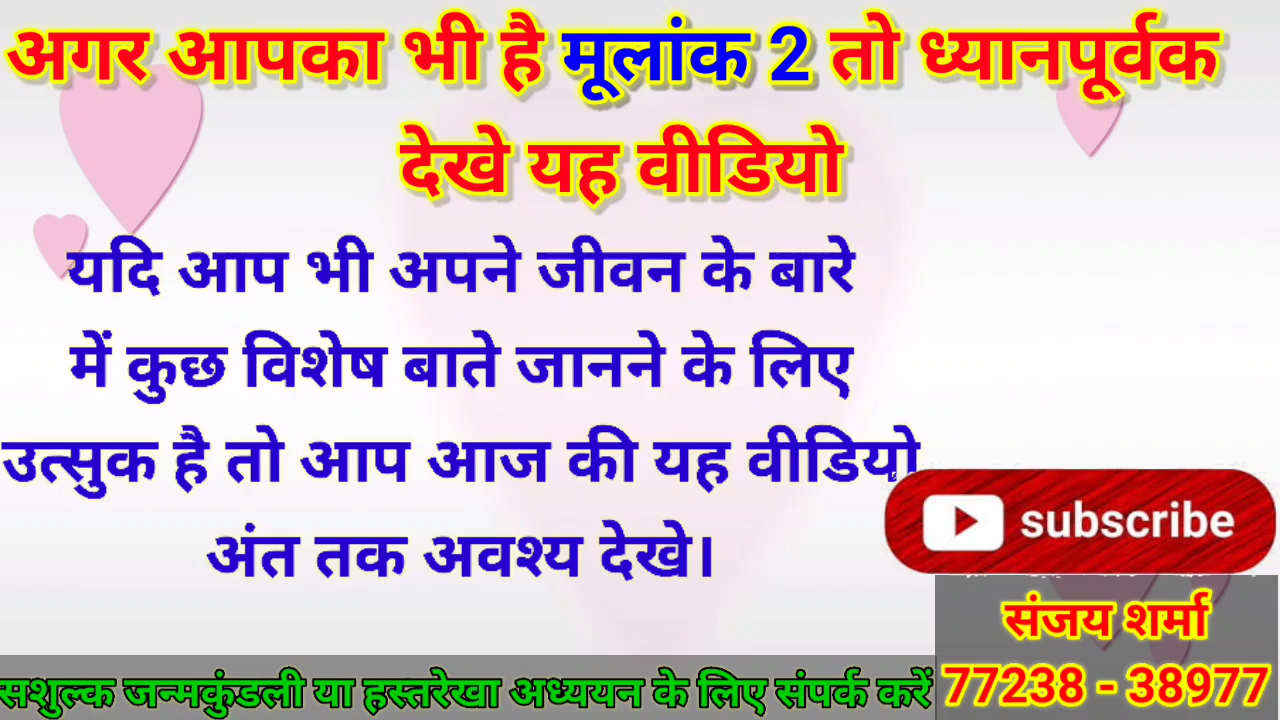 अगर आपका भी है मूलांक 2 तो ध्यानपूर्वक
देखे यह वीडियो
यदि आप भी अपने जीवन के बारे
में कुछ विशेष बाते जानने के लिए
उत्सुक है तो आप आज की यह वीडियो
अंत तक अवश्य देखे।
subscribe
संजय शर्मा
सशुल्क जन्मकुंडली या हस्तरेखा अध्ययन के लिए संपर्क करें 77238 - 38977